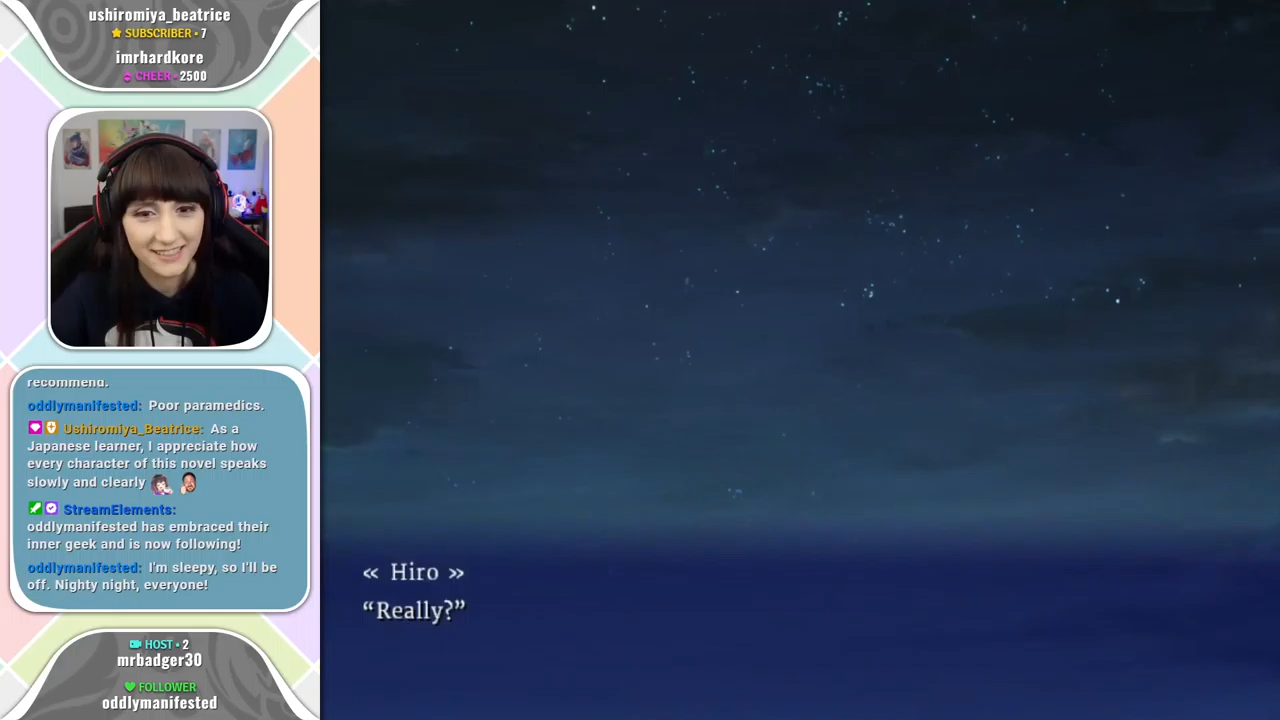 ushiromiya_beatrice
SUBSCRIBER • 7
imrhardkore
CHEER • 2500
recommend.
oddlymanifested: Poor paramedics.
Ushiromiya_Beatrice: As a
Japanese learner, I appreciate how
every character of this novel speaks
slowly and clearly
StreamElements:
oddlymanifested has embraced their
inner geek and is now following!
oddlymanifested: I'm sleepy, so I'll be
off. Nighty night, everyone!
HOST • 2
mrbadger30
FOLLOWER
oddlymanifested
« Hiro »
“Really?”